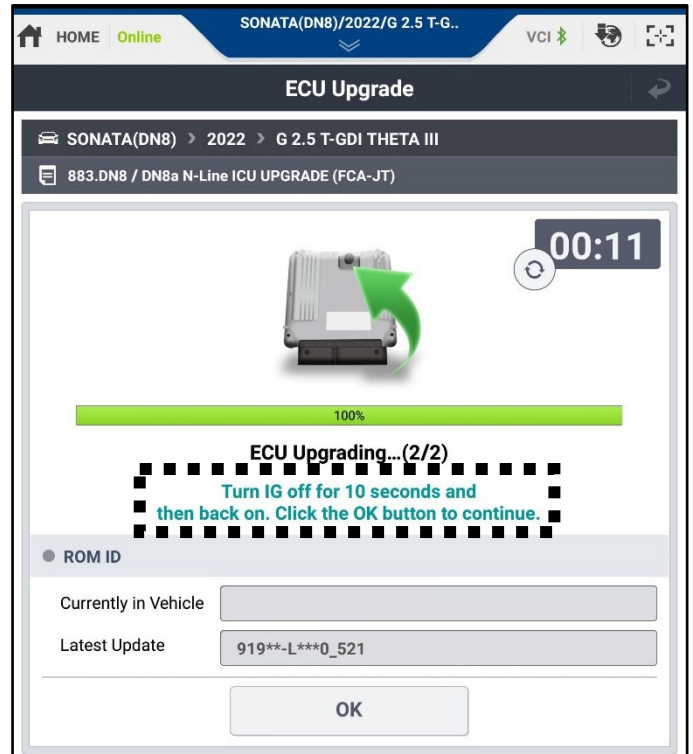 HOME Online SONATA(DN8)/2022/G 2.5 T-G.. VCI
ECU Upgrade
SONATA(DN8) > 2022 > G 2.5 T-GDI THETA III
883.DN8 / DN8a N-Line ICU UPGRADE (FCA-JT)
00:11
100%
ECU Upgrading...(2/2)
Turn IG off for 10 seconds and
then back on. Click the OK button to continue.
ROM ID
Currently in Vehicle
Latest Update 919**-L***0_521
OK